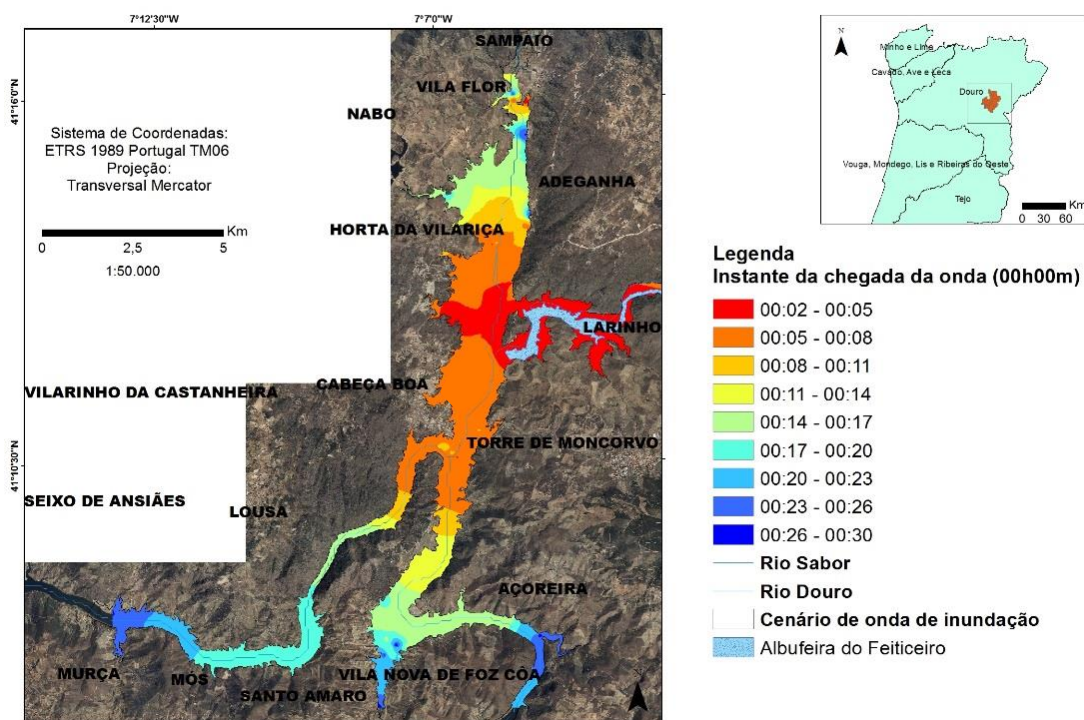 7°12'30"W
7°7'0"W
41°16'0"N
41°10'30"N
Sistema de Coordenadas:
ETRS 1989 Portugal TM06
Projeção:
Transversal Mercator
Km
0 2,5 5
1:50.000
SAMPAIO
VILA FLOR
NABO
ADEGANHA
HORTA DA VILARIÇA
LARINHO
CABEÇA BOA
VILARINHO DA CASTANHEIRA
TORRE DE MONCORVO
SEIXO DE ANSIÃES
LOUSA
AÇOREIRA
MURÇA
MÓS
VILA NOVA DE FOZ CÔA
SANTO AMARO
N
Minho e Lima
Cavado, Ave e Leca
Douro
Vouga, Mondego, Lis e Ribeiras do Oeste
Tejo
Km
0 30 60
Legenda
Instante da chegada da onda (00h00m)
00:02 - 00:05
00:05 - 00:08
00:08 - 00:11
00:11 - 00:14
00:14 - 00:17
00:17 - 00:20
00:20 - 00:23
00:23 - 00:26
00:26 - 00:30
Rio Sabor
Rio Douro
Cenário de onda de inundação
Albufeira do Feiticeiro